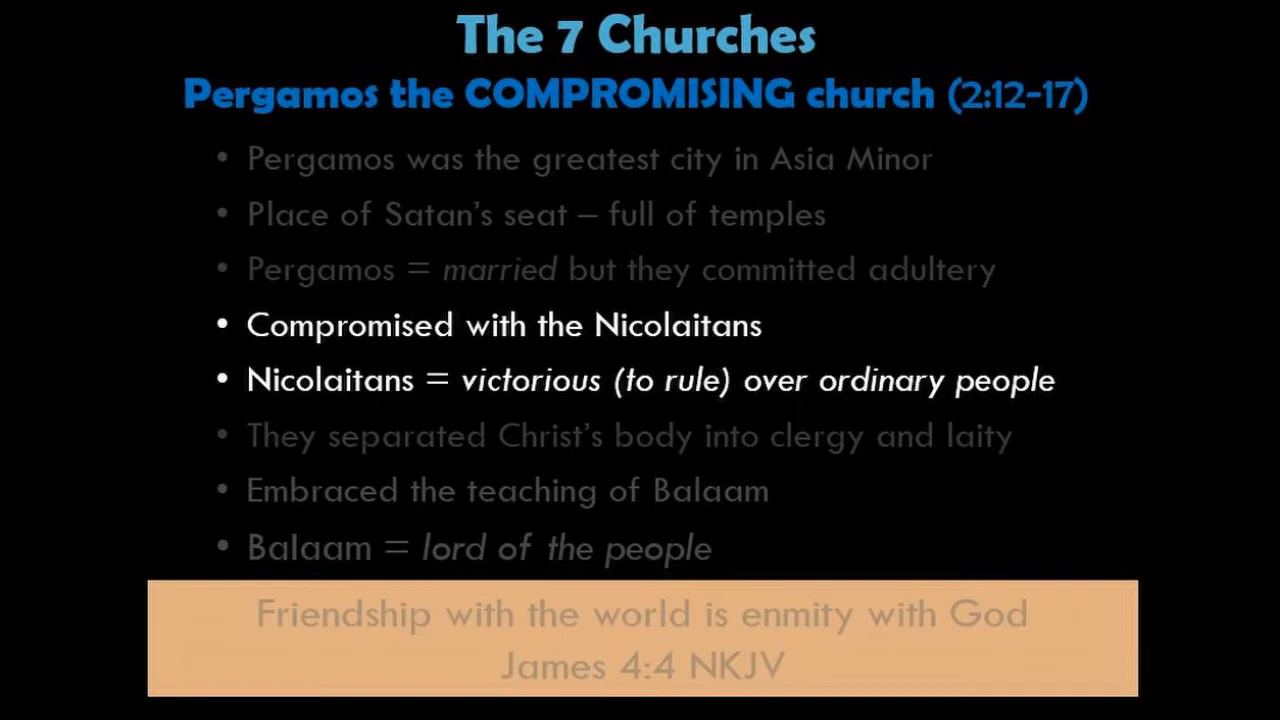 The 7 Churches
Pergamos the COMPROMISING church (2:12-17)
• Pergamos was the greatest city in Asia Minor
• Place of Satan's seat – full of temples
• Pergamos = married but they committed adultery
• Compromised with the Nicolaitans
• Nicolaitans = victorious (to rule) over ordinary people
• They separated Christ's body into clergy and laity
• Embraced the teaching of Balaam
• Balaam = lord of the people
Friendship with the world is enmity with God
James 4:4 NKJV